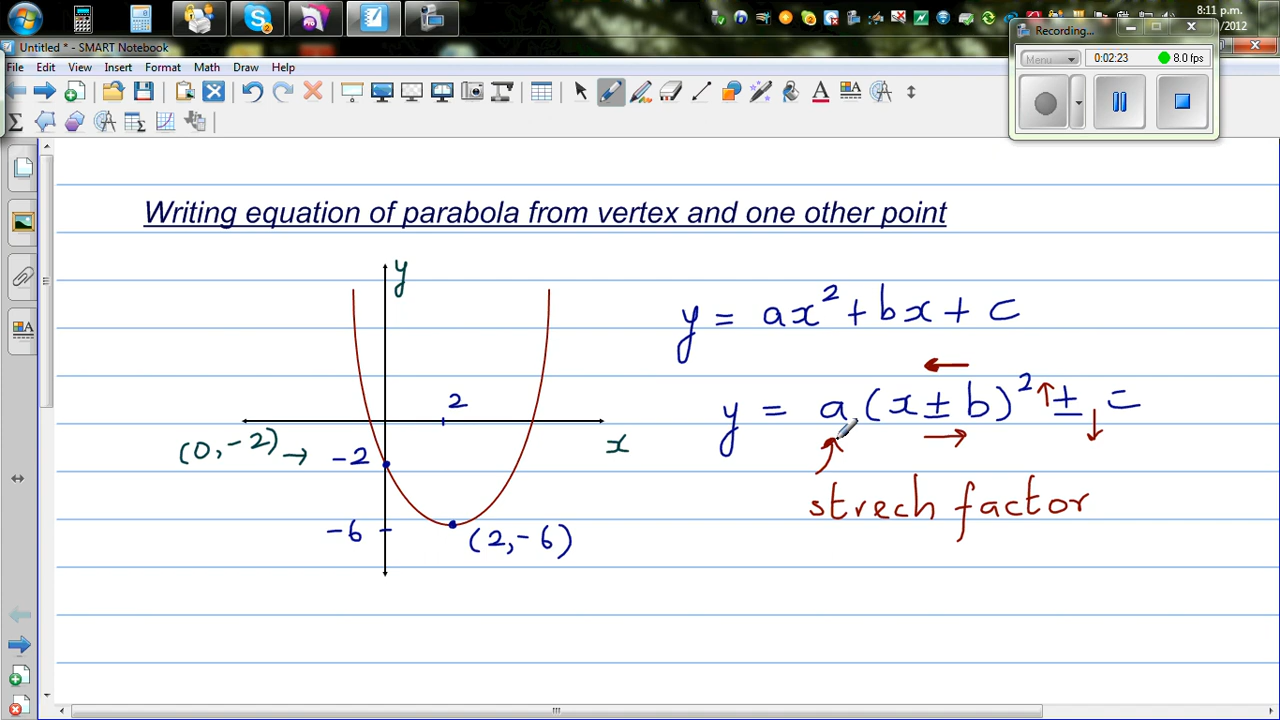 8:11 p.m.
/2012
Untitled * - SMART Notebook
Recording...
Menu
0:02:23
8.0 fps
File Edit View Insert Format Math Draw Help
Writing equation of parabola from vertex and one other point
y
y = ax² + bx + c
2
y = a(x ± b)² ± c
(0, -2) → -2
x
strech factor
-6
(2, -6)